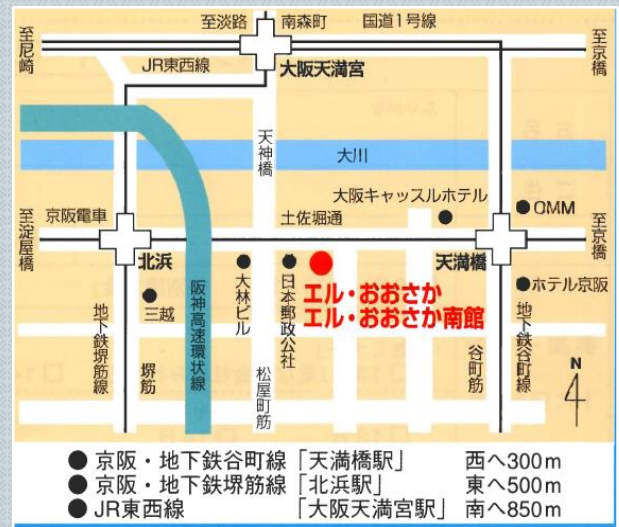 至淡路
南森町
国道1号線
至尼崎
至京橋
JR東西線
大阪天満宮
天神橋
大川
大阪キャッスルホテル
京阪電車
土佐堀通
OMM
至淀屋橋
至京橋
北浜
天満橋
三越
大林ビル
日本郵政公社
エル・おおさか
エル・おおさか南館
ホテル京阪
地下鉄堺筋線
堺筋
阪神高速環状線
松屋町筋
谷町筋
地下鉄谷町線
N
● 京阪・地下鉄谷町線「天満橋駅」 西へ300m
● 京阪・地下鉄堺筋線「北浜駅」 東へ500m
● JR東西線 「大阪天満宮駅」 南へ850m